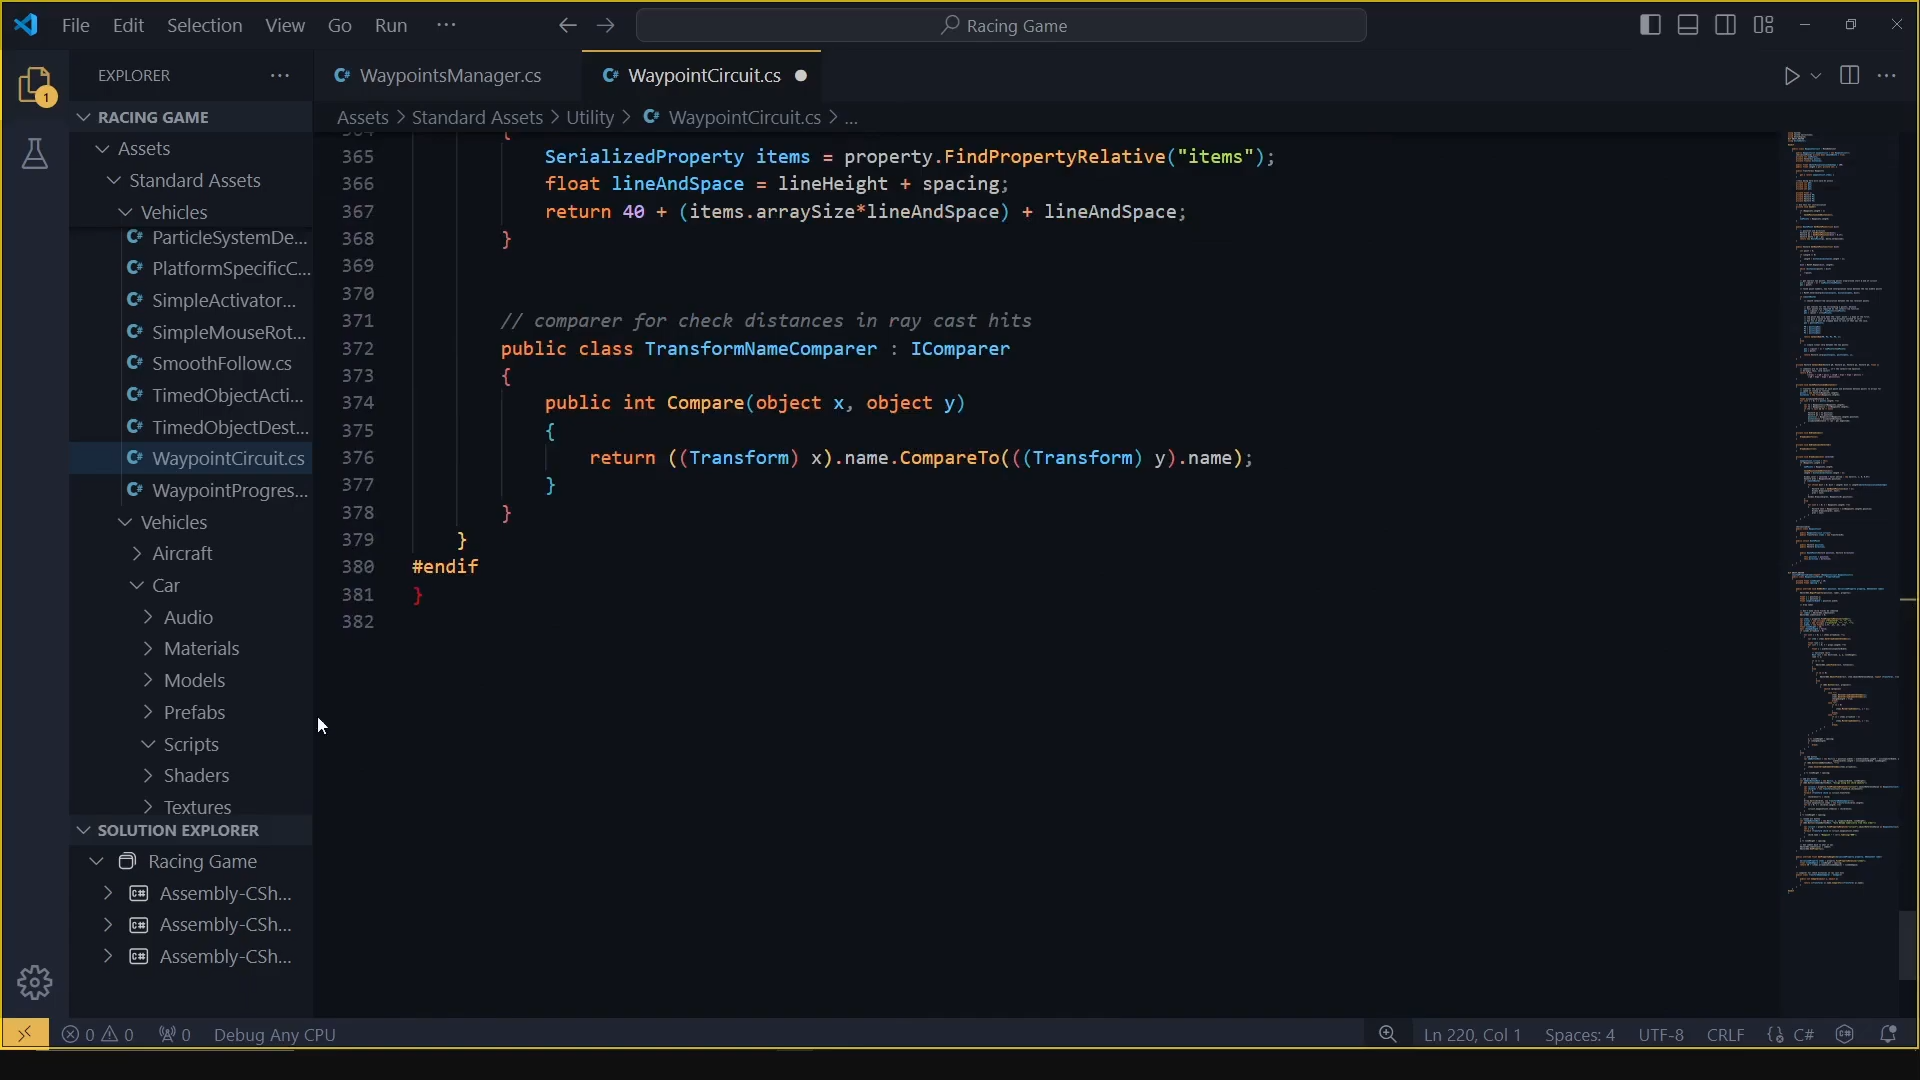 File Edit Selection View Go Run ···
Racing Game
EXPLORER ···
WaypointsManager.cs
WaypointCircuit.cs
1
RACING GAME
Assets > Standard Assets > Utility > WaypointCircuit.cs > ...
Assets
Standard Assets
Vehicles
ParticleSystemDe...
PlatformSpecificC...
SimpleActivator...
SimpleMouseRot...
SmoothFollow.cs
TimedObjectActi...
TimedObjectDest...
WaypointCircuit.cs
WaypointProgres...
Vehicles
Aircraft
Car
Audio
Materials
Models
Prefabs
Scripts
Shaders
Textures
SOLUTION EXPLORER
Racing Game
Assembly-CSh...
Assembly-CSh...
Assembly-CSh...
364 {
365 SerializedProperty items = property.FindPropertyRelative("items");
366 float lineAndSpace = lineHeight + spacing;
367 return 40 + (items.arraySize*lineAndSpace) + lineAndSpace;
368 }
369
370
371 // comparer for check distances in ray cast hits
372 public class TransformNameComparer : IComparer
373 {
374 public int Compare(object x, object y)
375 {
376 return ((Transform) x).name.CompareTo(((Transform) y).name);
377 }
378 }
379 }
380 #endif
381 }
382
0 0 0 Debug Any CPU
Ln 220, Col 1 Spaces: 4 UTF-8 CRLF C#